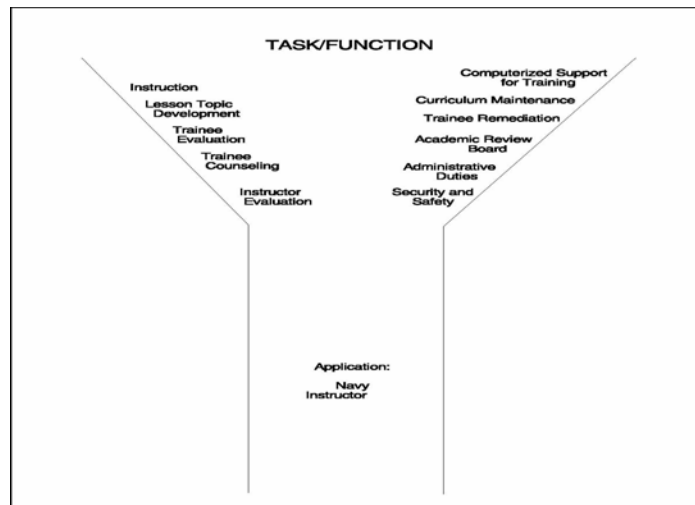 TASK/FUNCTION
Instruction
Lesson Topic
Development
Trainee
Evaluation
Trainee
Counseling
Instructor
Evaluation
Computerized Support
for Training
Curriculum Maintenance
Trainee Remediation
Academic Review
Board
Administrative
Duties
Security and
Safety
Application:
Navy
Instructor